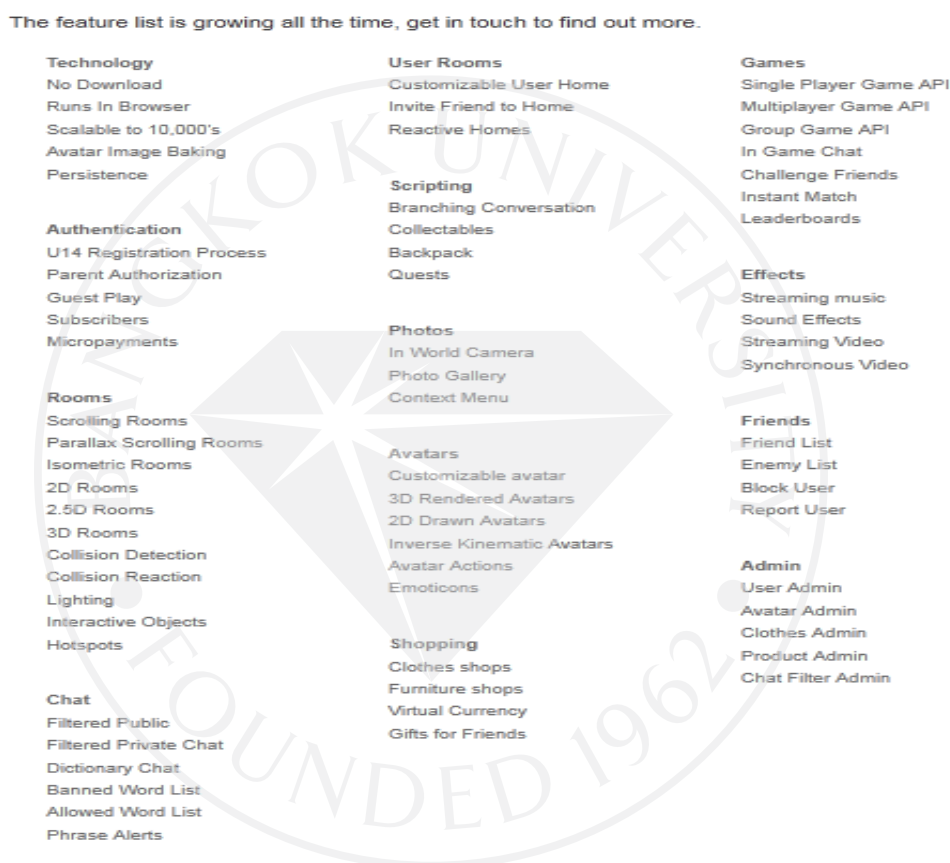 The feature list is growing all the time, get in touch to find out more.
Technology
No Download
Runs In Browser
Scalable to 10,000's
Avatar Image Baking
Persistence
Authentication
U14 Registration Process
Parent Authorization
Guest Play
Subscribers
Micropayments
Rooms
Scrolling Rooms
Parallax Scrolling Rooms
Isometric Rooms
2D Rooms
2.5D Rooms
3D Rooms
Collision Detection
Collision Reaction
Lighting
Interactive Objects
Hotspots
Chat
Filtered Public
Filtered Private Chat
Dictionary Chat
Banned Word List
Allowed Word List
Phrase Alerts
User Rooms
Customizable User Home
Invite Friend to Home
Reactive Homes
Scripting
Branching Conversation
Collectables
Backpack
Quests
Photos
In World Camera
Photo Gallery
Context Menu
Avatars
Customizable avatar
3D Rendered Avatars
2D Drawn Avatars
Inverse Kinematic Avatars
Avatar Actions
Emoticons
Shopping
Clothes shops
Furniture shops
Virtual Currency
Gifts for Friends
Games
Single Player Game API
Multiplayer Game API
Group Game API
In Game Chat
Challenge Friends
Instant Match
Leaderboards
Effects
Streaming music
Sound Effects
Streaming Video
Synchronous Video
Friends
Friend List
Enemy List
Block User
Report User
Admin
User Admin
Avatar Admin
Clothes Admin
Product Admin
Chat Filter Admin
BANGKOK UNIVERSITY
FOUNDED 1962